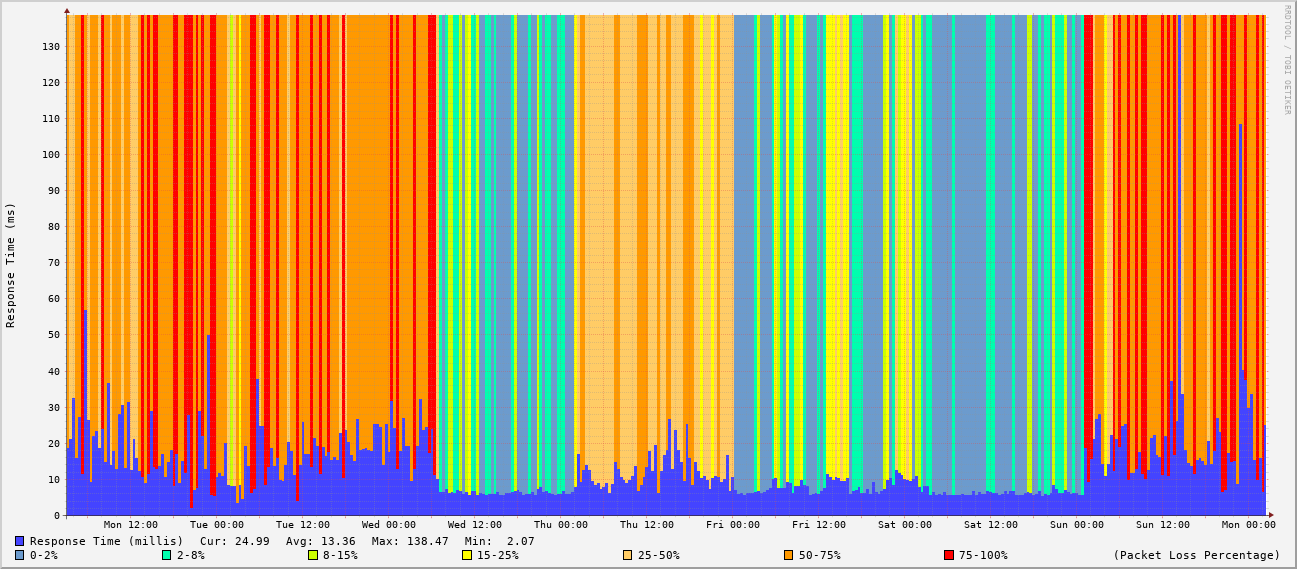 RRDTOOL / TOBI OETIKER
Response Time (ms)
130
120
110
100
90
80
70
60
50
40
30
20
10
0
Mon 12:00 Tue 00:00 Tue 12:00 Wed 00:00 Wed 12:00 Thu 00:00 Thu 12:00 Fri 00:00 Fri 12:00 Sat 00:00 Sat 12:00 Sun 00:00 Sun 12:00 Mon 00:00
Response Time (millis) Cur: 24.99 Avg: 13.36 Max: 138.47 Min: 2.07
0-2% 2-8% 8-15% 15-25% 25-50% 50-75% 75-100% (Packet Loss Percentage)